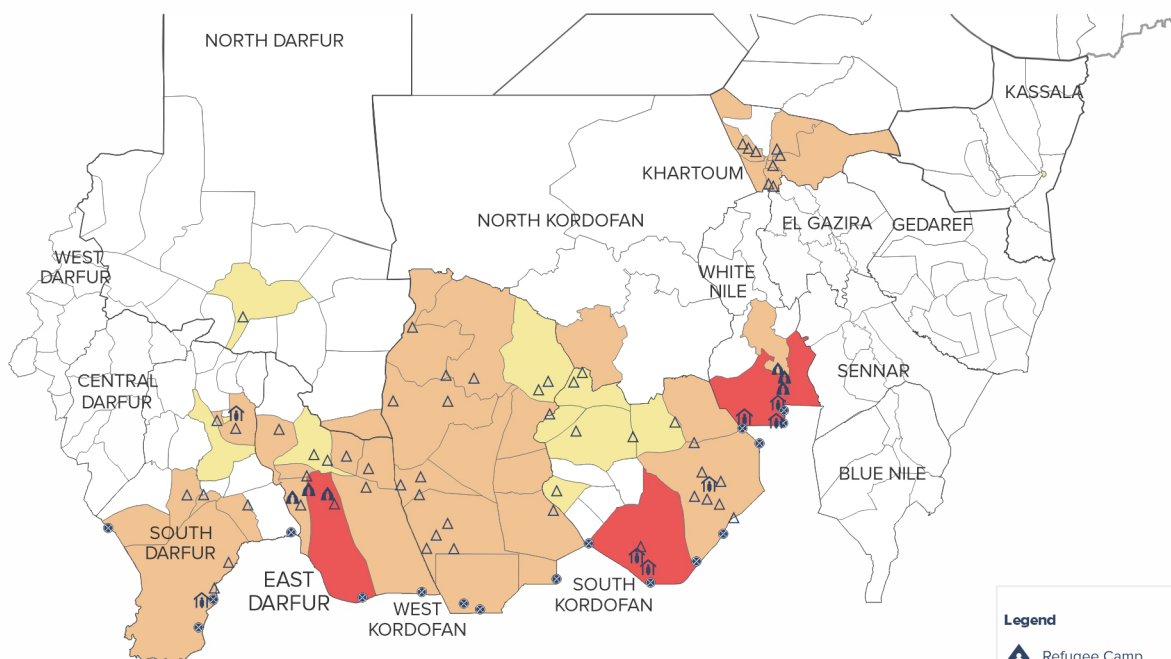 NORTH DARFUR
KASSALA
KHARTOUM
NORTH KORDOFAN
EL GAZIRA
GEDAREF
WEST
DARFUR
WHITE
NILE
CENTRAL
DARFUR
SENNAR
BLUE NILE
SOUTH
DARFUR
EAST
DARFUR
WEST
KORDOFAN
SOUTH
KORDOFAN
Legend
Refugee Camp